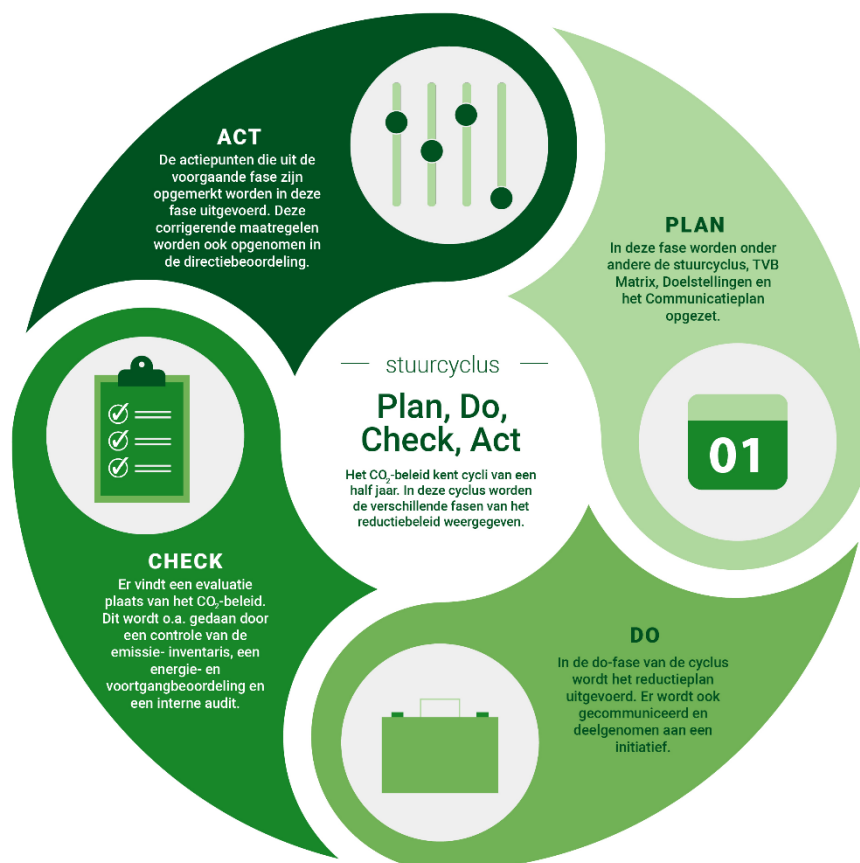 stuurcyclus
Plan, Do,
Check, Act
Het CO₂-beleid kent cycli van een
half jaar. In deze cyclus worden
de verschillende fasen van het
reductiebeleid weergegeven.
PLAN
In deze fase worden onder
andere de stuurcyclus, TVB
Matrix, Doelstellingen en
het Communicatieplan
opgezet.
01
DO
In de do-fase van de cyclus
wordt het reductieplan
uitgevoerd. Er wordt ook
gecommuniceerd en
deelgenomen aan een
initiatief.
CHECK
Er vindt een evaluatie
plaats van het CO₂-beleid.
Dit wordt o.a. gedaan door
een controle van de
emissie- inventaris, een
energie- en
voortgangbeoordeling en
een interne audit.
ACT
De actiepunten die uit de
voorgaande fase zijn
opgemerkt worden in deze
fase uitgevoerd. Deze
corrigerende maatregelen
worden ook opgenomen in
de directiebeoordeling.